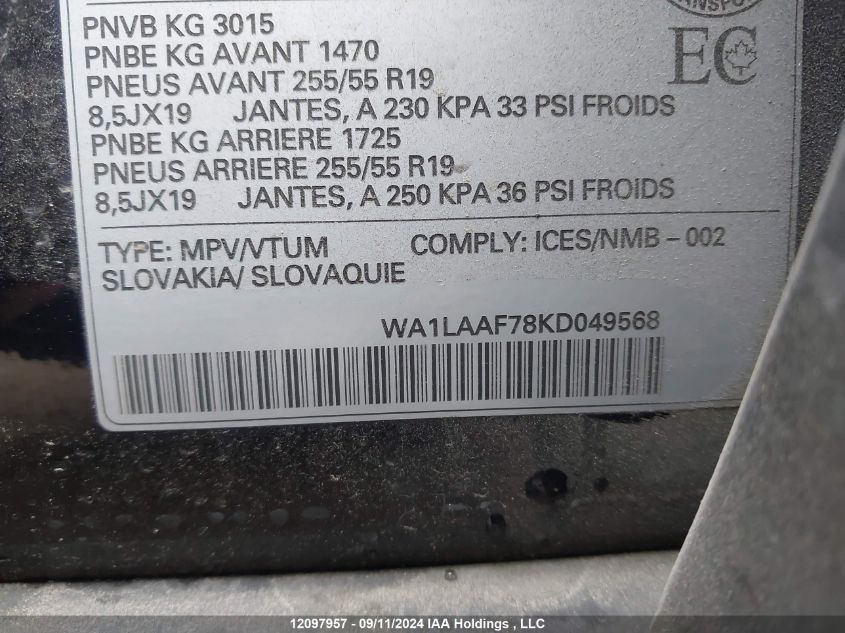 ANSPO
PNVB KG 3015
PNBE KG AVANT 1470
EC
PNEUS AVANT 255/55 R19
8,5JX19 JANTES, A 230 KPA 33 PSI FROIDS
PNBE KG ARRIERE 1725
PNEUS ARRIERE 255/55 R19
8,5JX19 JANTES, A 250 KPA 36 PSI FROIDS
TYPE: MPV/VTUM COMPLY: ICES/NMB – 002
SLOVAKIA/ SLOVAQUIE
WA1LAAF78KD049568
12097957 - 09/11/2024 IAA Holdings , LLC